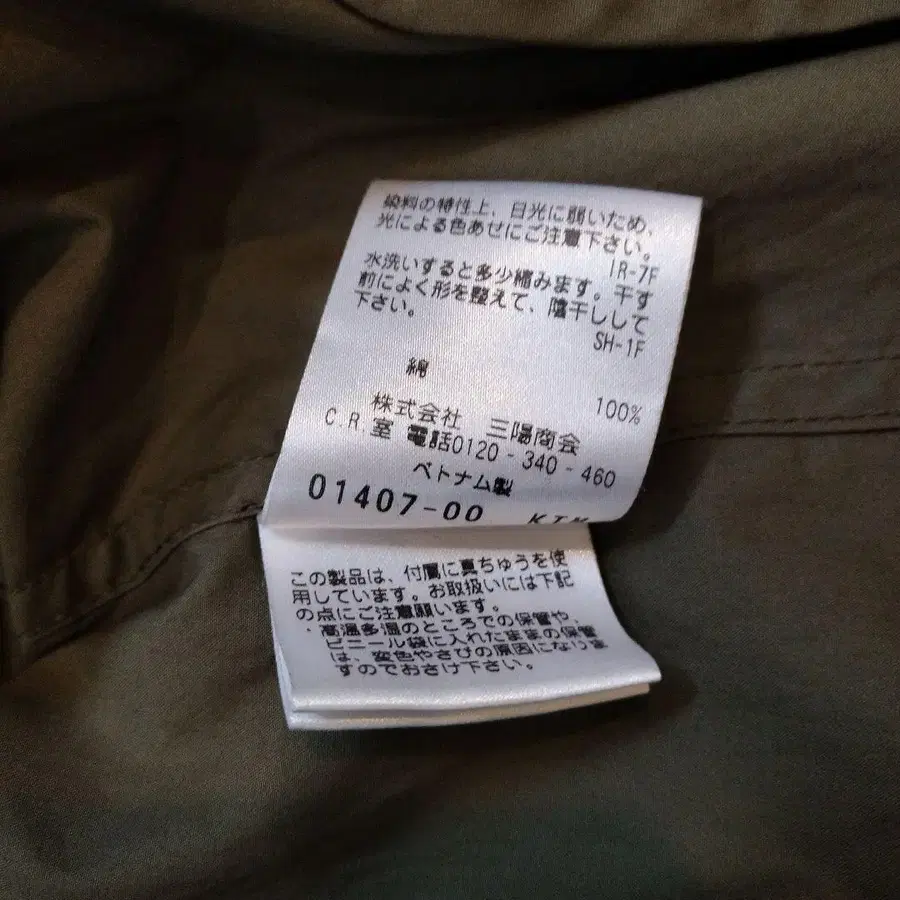 染料の特性上、日光に弱いため、
光による色あせにご注意下さい。
IR-7F
水洗いすると多少縮みます。干す
前によく形を整えて、陰干しして
下さい。
SH-1F
綿
100%
株式会社 三陽商会
C.R.室 電話0120-340-460
ベトナム製
01407-00
この製品は、付属に真ちゅうを使
用しています。お取扱いには下記
の点にご注意願います。
・高温多湿のところでの保管や、
ビニール袋に入れたままの保管
は、変色やさびの原因になりま
すのでおさけ下さい。